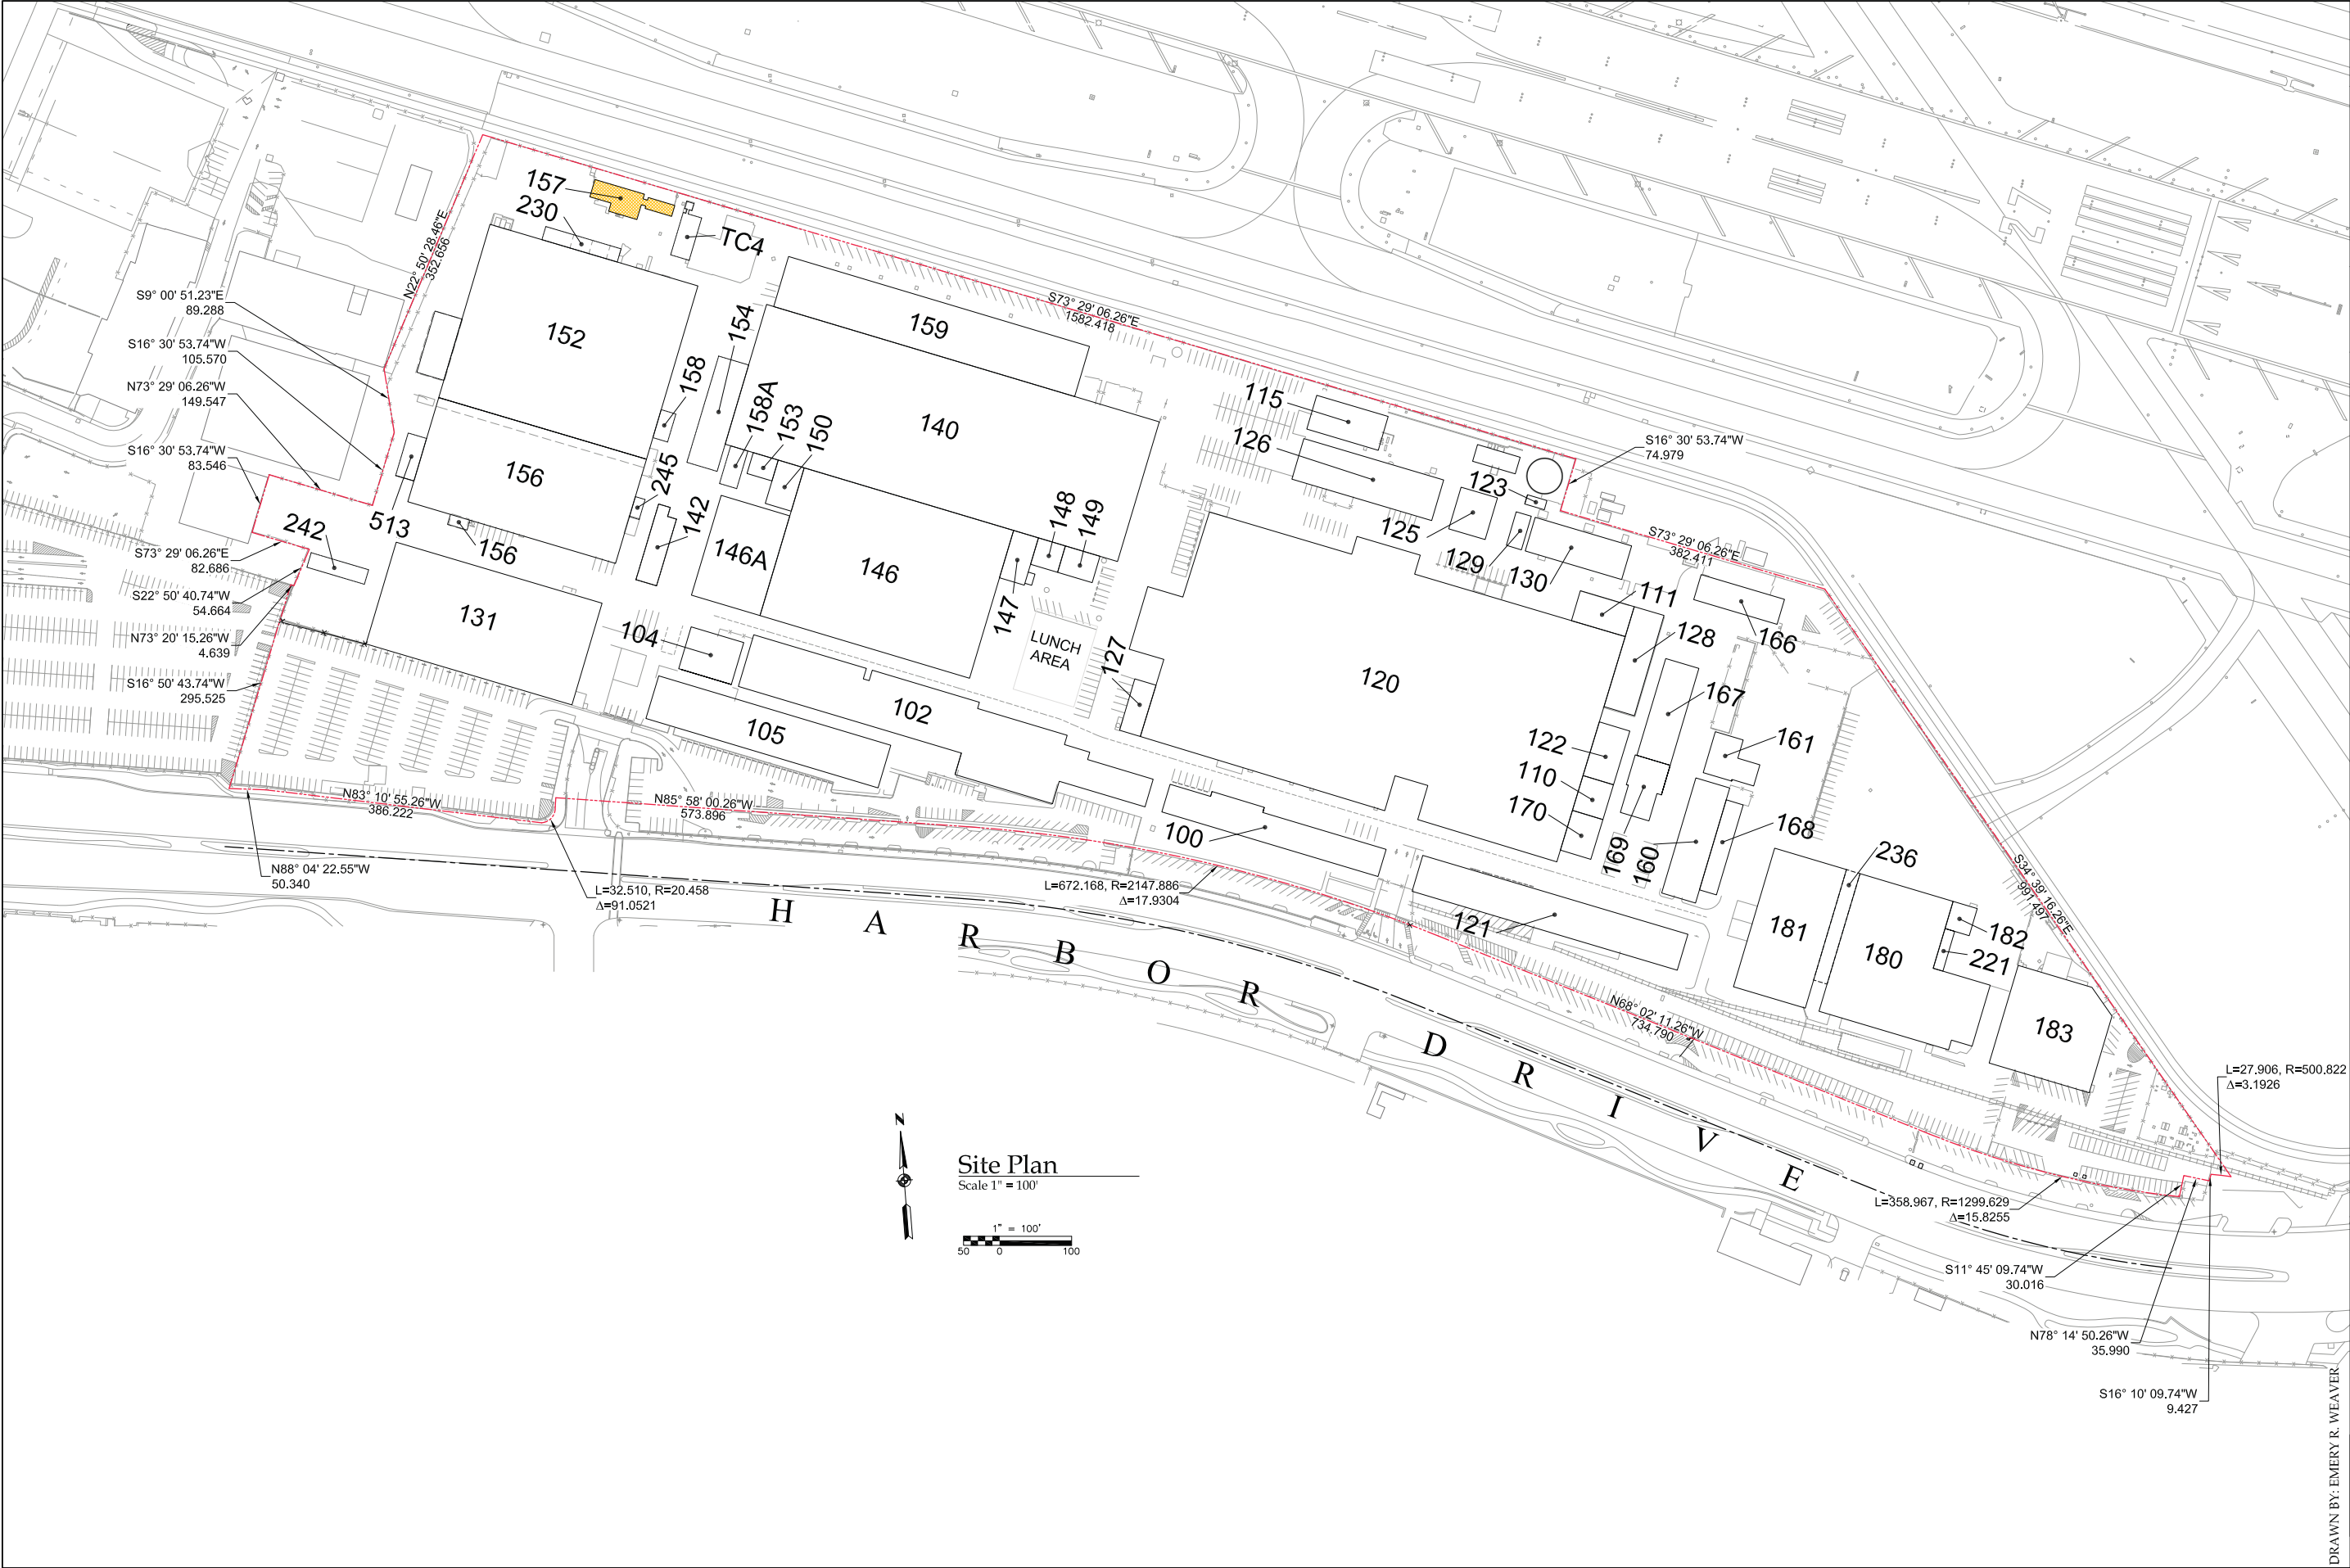 157
230
TC4
N22° 50' 28.46"E
352.656
S9° 00' 51.23"E
89.288
S16° 30' 53.74"W
105.570
N73° 29' 06.26"W
149.547
S16° 30' 53.74"W
83.546
S73° 29' 06.26"E
82.686
S22° 50' 40.74"W
54.664
N73° 20' 15.26"W
4.639
S16° 50' 43.74"W
295.525
152
154
159
S73° 29' 06.26"E
1582.418
158
158A
153
150
140
115
126
S16° 30' 53.74"W
74.979
156
245
142
513
242
156
146A
146
148
149
147
123
125
129
130
S73° 29' 06.26"E
382.411
111
166
128
131
104
LUNCH
AREA
127
120
167
161
105
102
122
110
170
169
160
168
100
121
236
181
180
182
221
183
S34° 39' 16.26"E
991.497
N83° 10' 55.26"W
386.222
N85° 58' 00.26"W
573.896
N88° 04' 22.55"W
50.340
L=32.510, R=20.458
Δ=91.0521
L=672.168, R=2147.886
Δ=17.9304
N68° 02' 11.26"W
734.790
HARBOR DRIVE
L=27.906, R=500.822
Δ=3.1926
L=358.967, R=1299.629
Δ=15.8255
S11° 45' 09.74"W
30.016
N78° 14' 50.26"W
35.990
S16° 10' 09.74"W
9.427
N
Site Plan
Scale 1" = 100'
1" = 100'
50 0 100
DRAWN BY: EMERY R. WEAVER